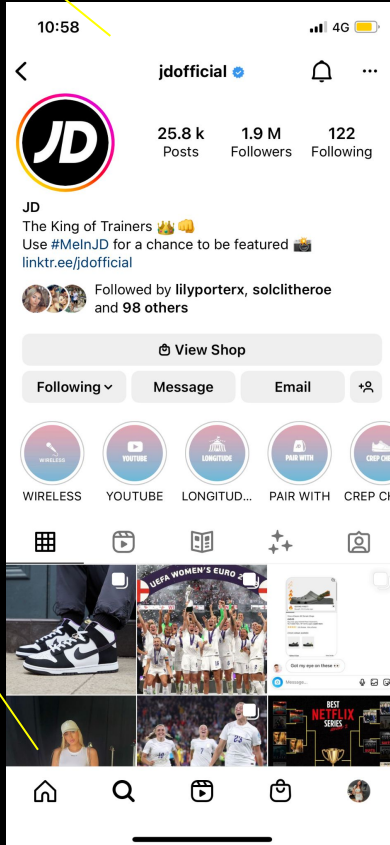 10:58
4G
jdofficial
JD
25.8 k
1.9 M
122
Posts
Followers
Following
JD
The King of Trainers 👑👊
Use #MeInJD for a chance to be featured 📸
linktr.ee/jdofficial
Followed by lilyporterx, solclitheroe
and 98 others
View Shop
Following
Message
Email
WIRELESS
YOUTUBE
LONGITUDE
PAIR WITH
CREP CHE
WIRELESS
YOUTUBE
LONGITUD...
PAIR WITH
CREP CH
UEFA WOMEN'S EURO 2
Got my eye on these 👀
Message...
BEST
NETFLIX
SERIES